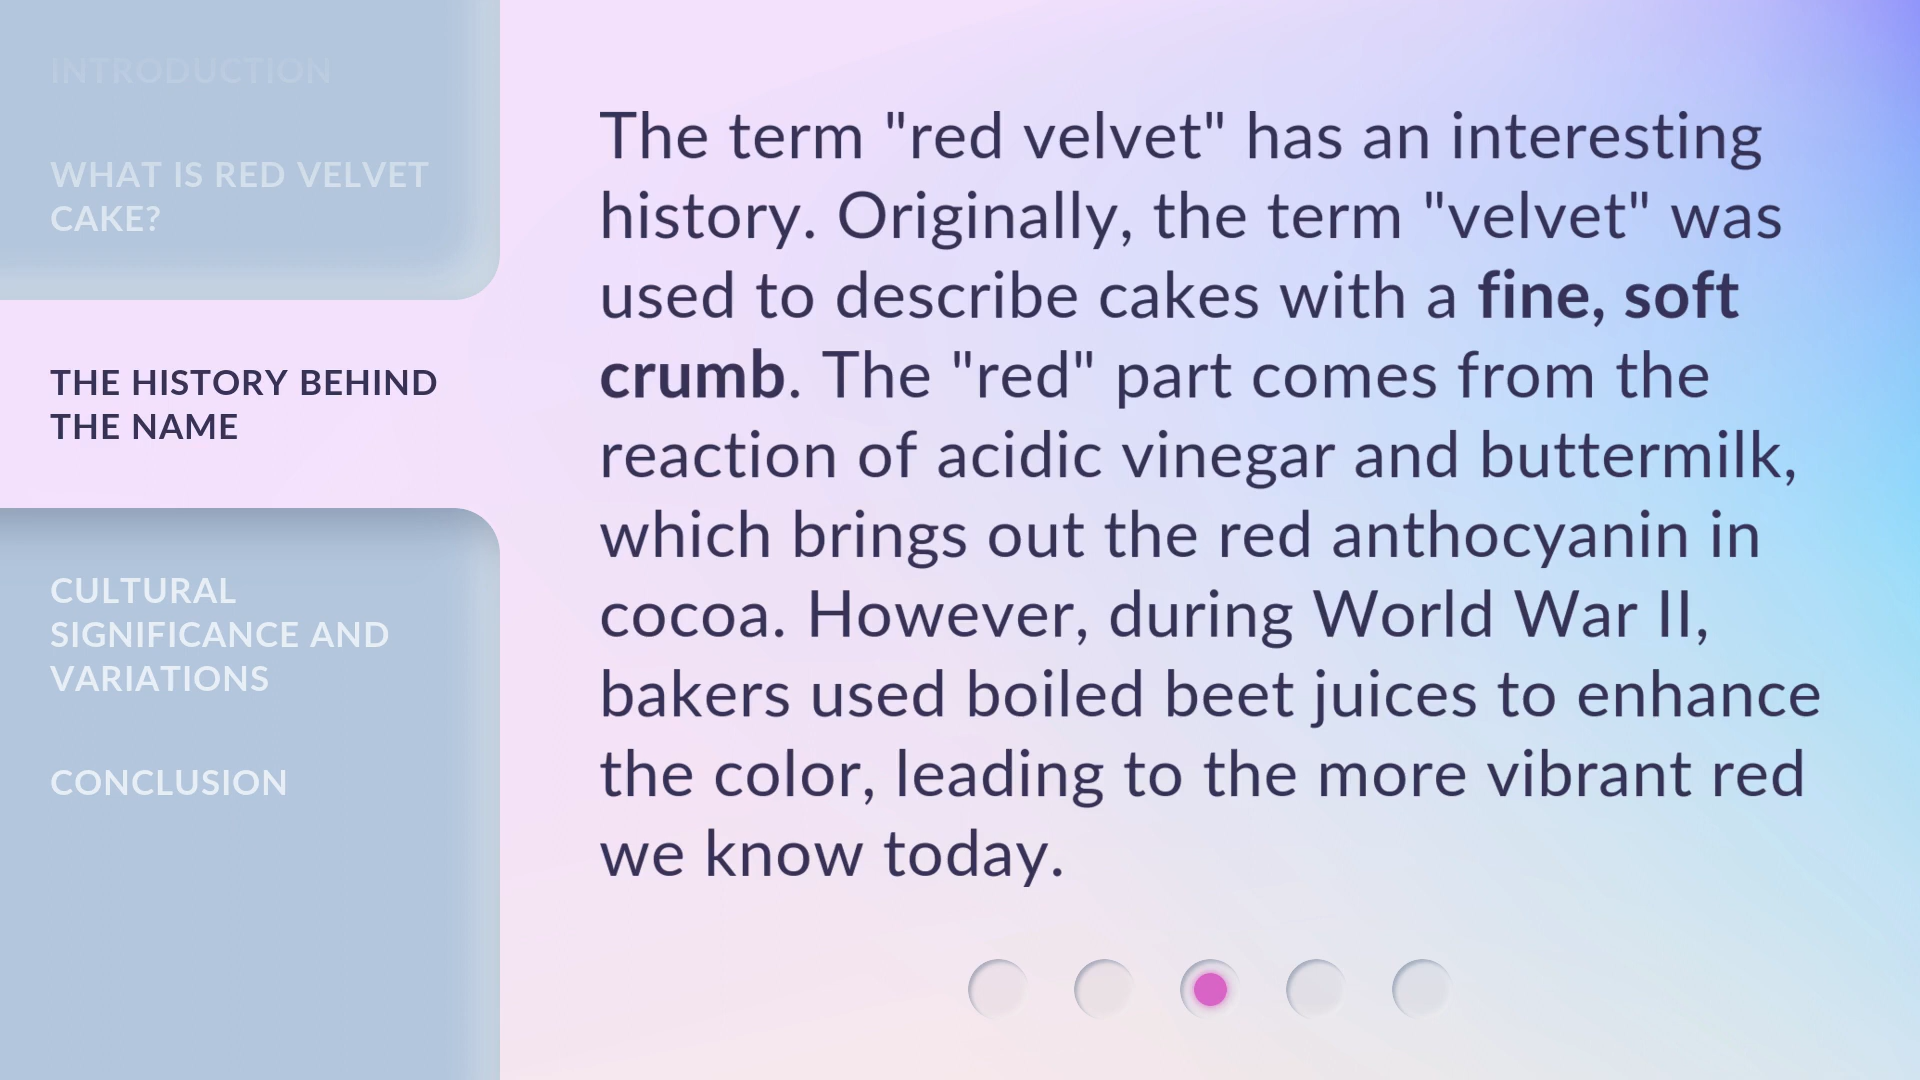 INTRODUCTION
WHAT IS RED VELVET
CAKE?
THE HISTORY BEHIND
THE NAME
CULTURAL
SIGNIFICANCE AND
VARIATIONS
CONCLUSION
The term "red velvet" has an interesting
history. Originally, the term "velvet" was
used to describe cakes with a fine, soft
crumb. The "red" part comes from the
reaction of acidic vinegar and buttermilk,
which brings out the red anthocyanin in
cocoa. However, during World War II,
bakers used boiled beet juices to enhance
the color, leading to the more vibrant red
we know today.